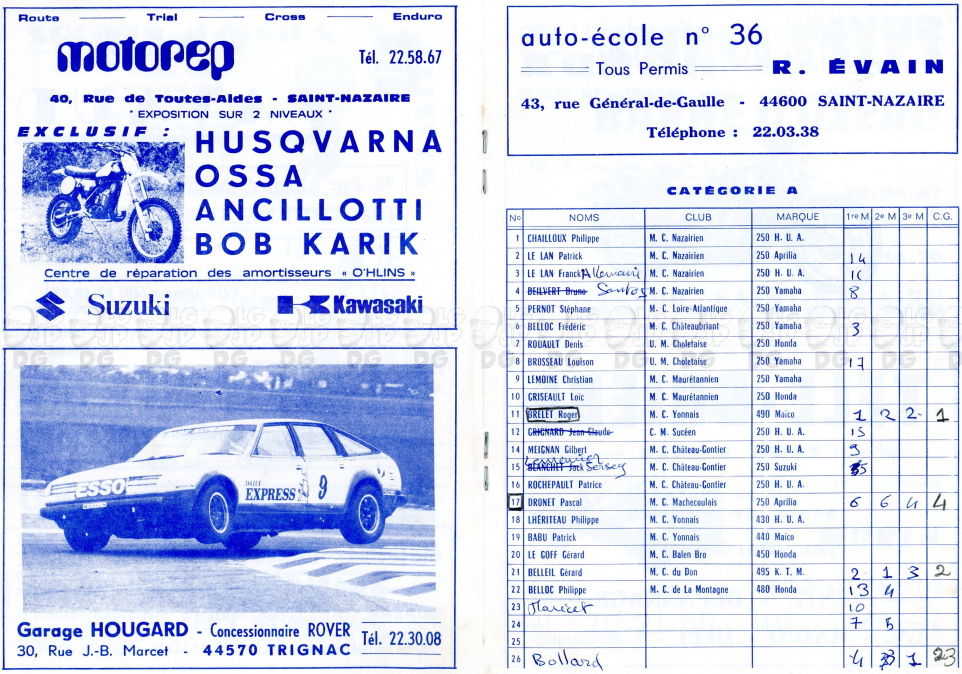 Route Trial Cross Enduro
motorep Tél. 22.58.67
40, Rue de Toutes-Aides - SAINT-NAZAIRE
" EXPOSITION SUR 2 NIVEAUX "
EXCLUSIF :
HUSQVARNA
OSSA
ANCILLOTTI
BOB KARIK
Centre de réparation des amortisseurs « O'HLINS »
Suzuki Kawasaki
ESSO
DAILY EXPRESS 9
Garage HOUGARD - Concessionnaire ROVER
30, Rue J.-B. Marcet - 44570 TRIGNAC
Tél. 22.30.08
auto-école n° 36
Tous Permis R. ÉVAIN
43, rue Général-de-Gaulle - 44600 SAINT-NAZAIRE
Téléphone : 22.03.38
CATÉGORIE A
No NOMS CLUB MARQUE 1re M 2e M 3e M C.G.
1 CHAILLOUX Philippe M. C. Nazairien 250 H. U. A.
2 LE LAN Patrick M. C. Nazairien 250 Aprilia 14
3 LE LAN Franck M. C. Nazairien 250 H. U. A.
4 BEILVERT Bruno Santos M. C. Nazairien 250 Yamaha 8
5 PERNOT Stéphane M. C. Loire-Atlantique 250 Yamaha
6 BELLOC Frédéric M. C. Châteaubriant 250 Yamaha 3
7 ROUAULT Denis U. M. Choletaise 250 Honda
8 BROSSEAU Louison U. M. Choletaise 250 Yamaha 17
9 LEMOINE Christian M. C. Maurétannien 250 Yamaha
10 GRISEAULT Loïc M. C. Maurétannien 250 Honda
11 BRELET Roger M. C. Yonnais 490 Maico 1 2 2 1
12 GRIGNARD Jean-Claude C. M. Sucéen 250 H. U. A. 15
14 MEIGNAN Gilbert M. C. Château-Gontier 250 H. U. A. 9
15 BLANCHET Jack M. C. Château-Gontier 250 Suzuki
16 ROCHEPAULT Patrice M. C. Château-Gontier 250 H. U. A.
17 DRONET Pascal M. C. Machecoulais 250 Aprilia 6 6 4 4
18 LHÉRITEAU Philippe M. C. Yonnais 430 H. U. A.
19 BABU Patrick M. C. Yonnais 440 Maico
20 LE GOFF Gérard M. C. Balen Bro 450 Honda
21 BELLEIL Gérard M. C. du Don 495 K. T. M. 2 1 3 2
22 BELLOC Philippe M. C. de La Montagne 480 Honda 13 4
23 10
24 7 5
25
26 Bollard 4 3 1